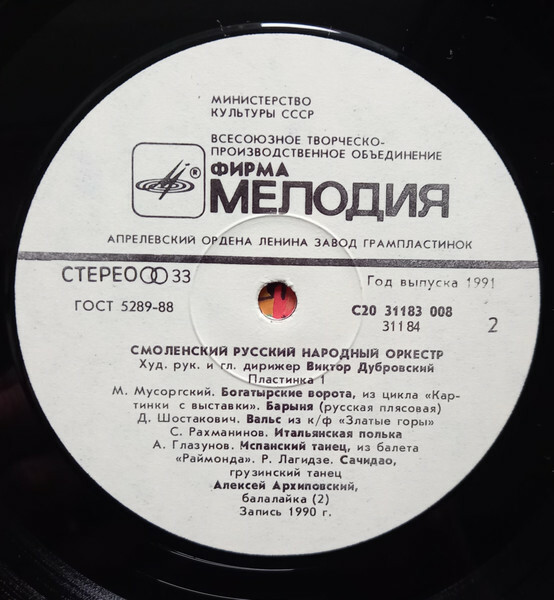 МИНИСТЕРСТВО
КУЛЬТУРЫ СССР
ВСЕСОЮЗНОЕ ТВОРЧЕСКО-
ПРОИЗВОДСТВЕННОЕ ОБЪЕДИНЕНИЕ
ФИРМА
® МЕЛОДИЯ
АПРЕЛЕВСКИЙ ОРДЕНА ЛЕНИНА ЗАВОД ГРАМПЛАСТИНОК
СТЕРЕО 33
Год выпуска 1991
ГОСТ 5289-88
С20 31183 008
31184
2
СМОЛЕНСКИЙ РУССКИЙ НАРОДНЫЙ ОРКЕСТР
Худ. рук. и гл. дирижер Виктор Дубровский
Пластинка 1
М. Мусоргский. Богатырские ворота, из цикла «Кар-
тинки с выставки». Барыня (русская плясовая)
Д. Шостакович. Вальс из к/ф «Златые горы»
С. Рахманинов. Итальянская полька
А. Глазунов. Испанский танец, из балета
«Раймонда». Р. Лагидзе. Сачидао,
грузинский танец
Алексей Архиповский,
балалайка (2)
Запись 1990 г.